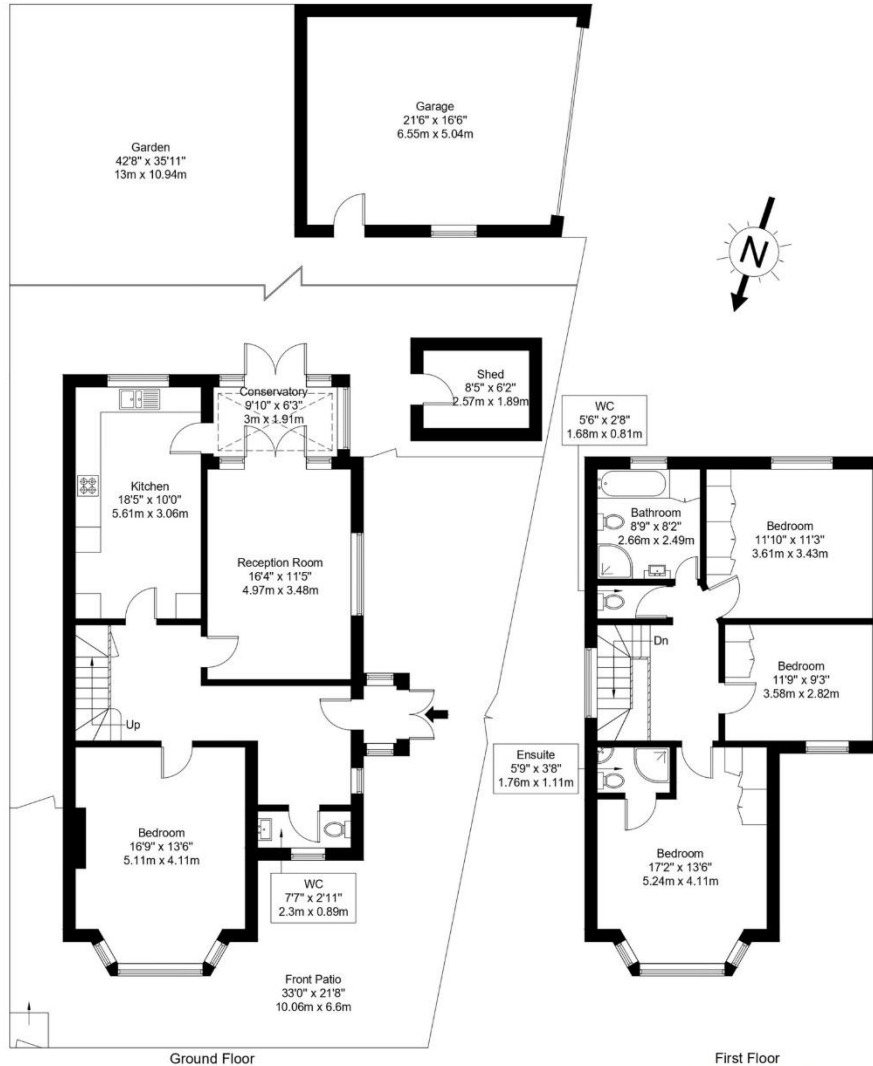 Garage
21'6" x 16'6"
6.55m x 5.04m
Garden
42'8" x 35'11"
13m x 10.94m
N
Shed
8'5" x 6'2"
2.57m x 1.89m
Conservatory
9'10" x 6'3"
3m x 1.91m
Kitchen
18'5" x 10'0"
5.61m x 3.06m
Reception Room
16'4" x 11'5"
4.97m x 3.48m
Up
Bedroom
16'9" x 13'6"
5.11m x 4.11m
WC
7'7" x 2'11"
2.3m x 0.89m
Front Patio
33'0" x 21'8"
10.06m x 6.6m
Ground Floor
WC
5'6" x 2'8"
1.68m x 0.81m
Bathroom
8'9" x 8'2"
2.66m x 2.49m
Bedroom
11'10" x 11'3"
3.61m x 3.43m
Dn
Bedroom
11'9" x 9'3"
3.58m x 2.82m
Ensuite
5'9" x 3'8"
1.76m x 1.11m
Bedroom
17'2" x 13'6"
5.24m x 4.11m
First Floor